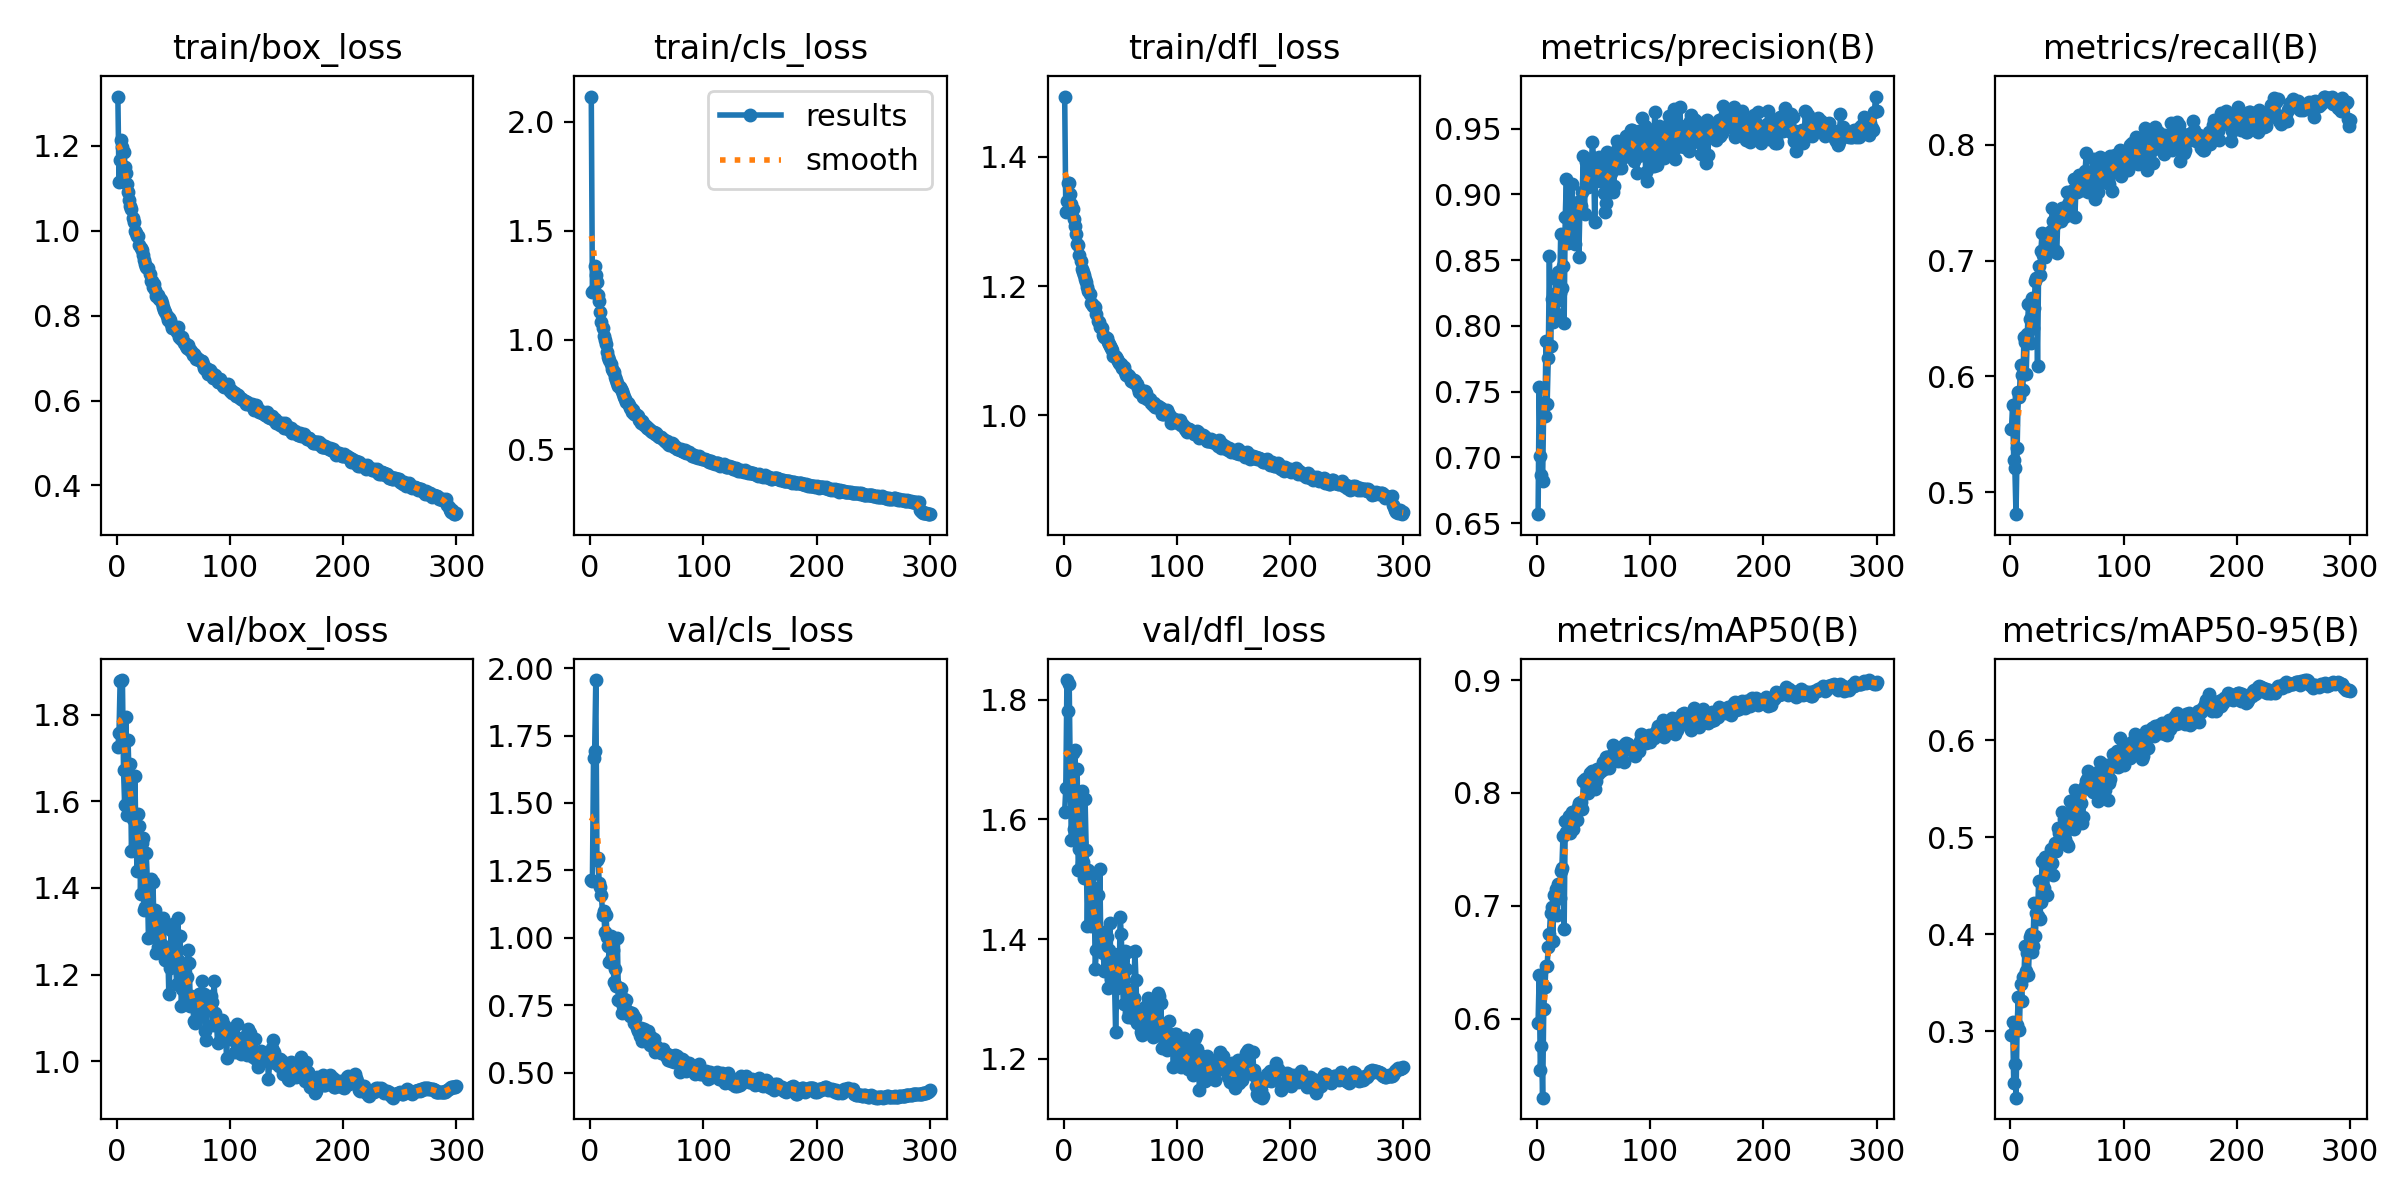 train/box_loss
1.2
1.0
0.8
0.6
0.4
0 100 200 300
train/cls_loss
results
smooth
2.0
1.5
1.0
0.5
0 100 200 300
train/dfl_loss
1.4
1.2
1.0
0 100 200 300
metrics/precision(B)
0.95
0.90
0.85
0.80
0.75
0.70
0.65
0 100 200 300
metrics/recall(B)
0.8
0.7
0.6
0.5
0 100 200 300
val/box_loss
1.8
1.6
1.4
1.2
1.0
0 100 200 300
val/cls_loss
2.00
1.75
1.50
1.25
1.00
0.75
0.50
0 100 200 300
val/dfl_loss
1.8
1.6
1.4
1.2
0 100 200 300
metrics/mAP50(B)
0.9
0.8
0.7
0.6
0 100 200 300
metrics/mAP50-95(B)
0.6
0.5
0.4
0.3
0 100 200 300